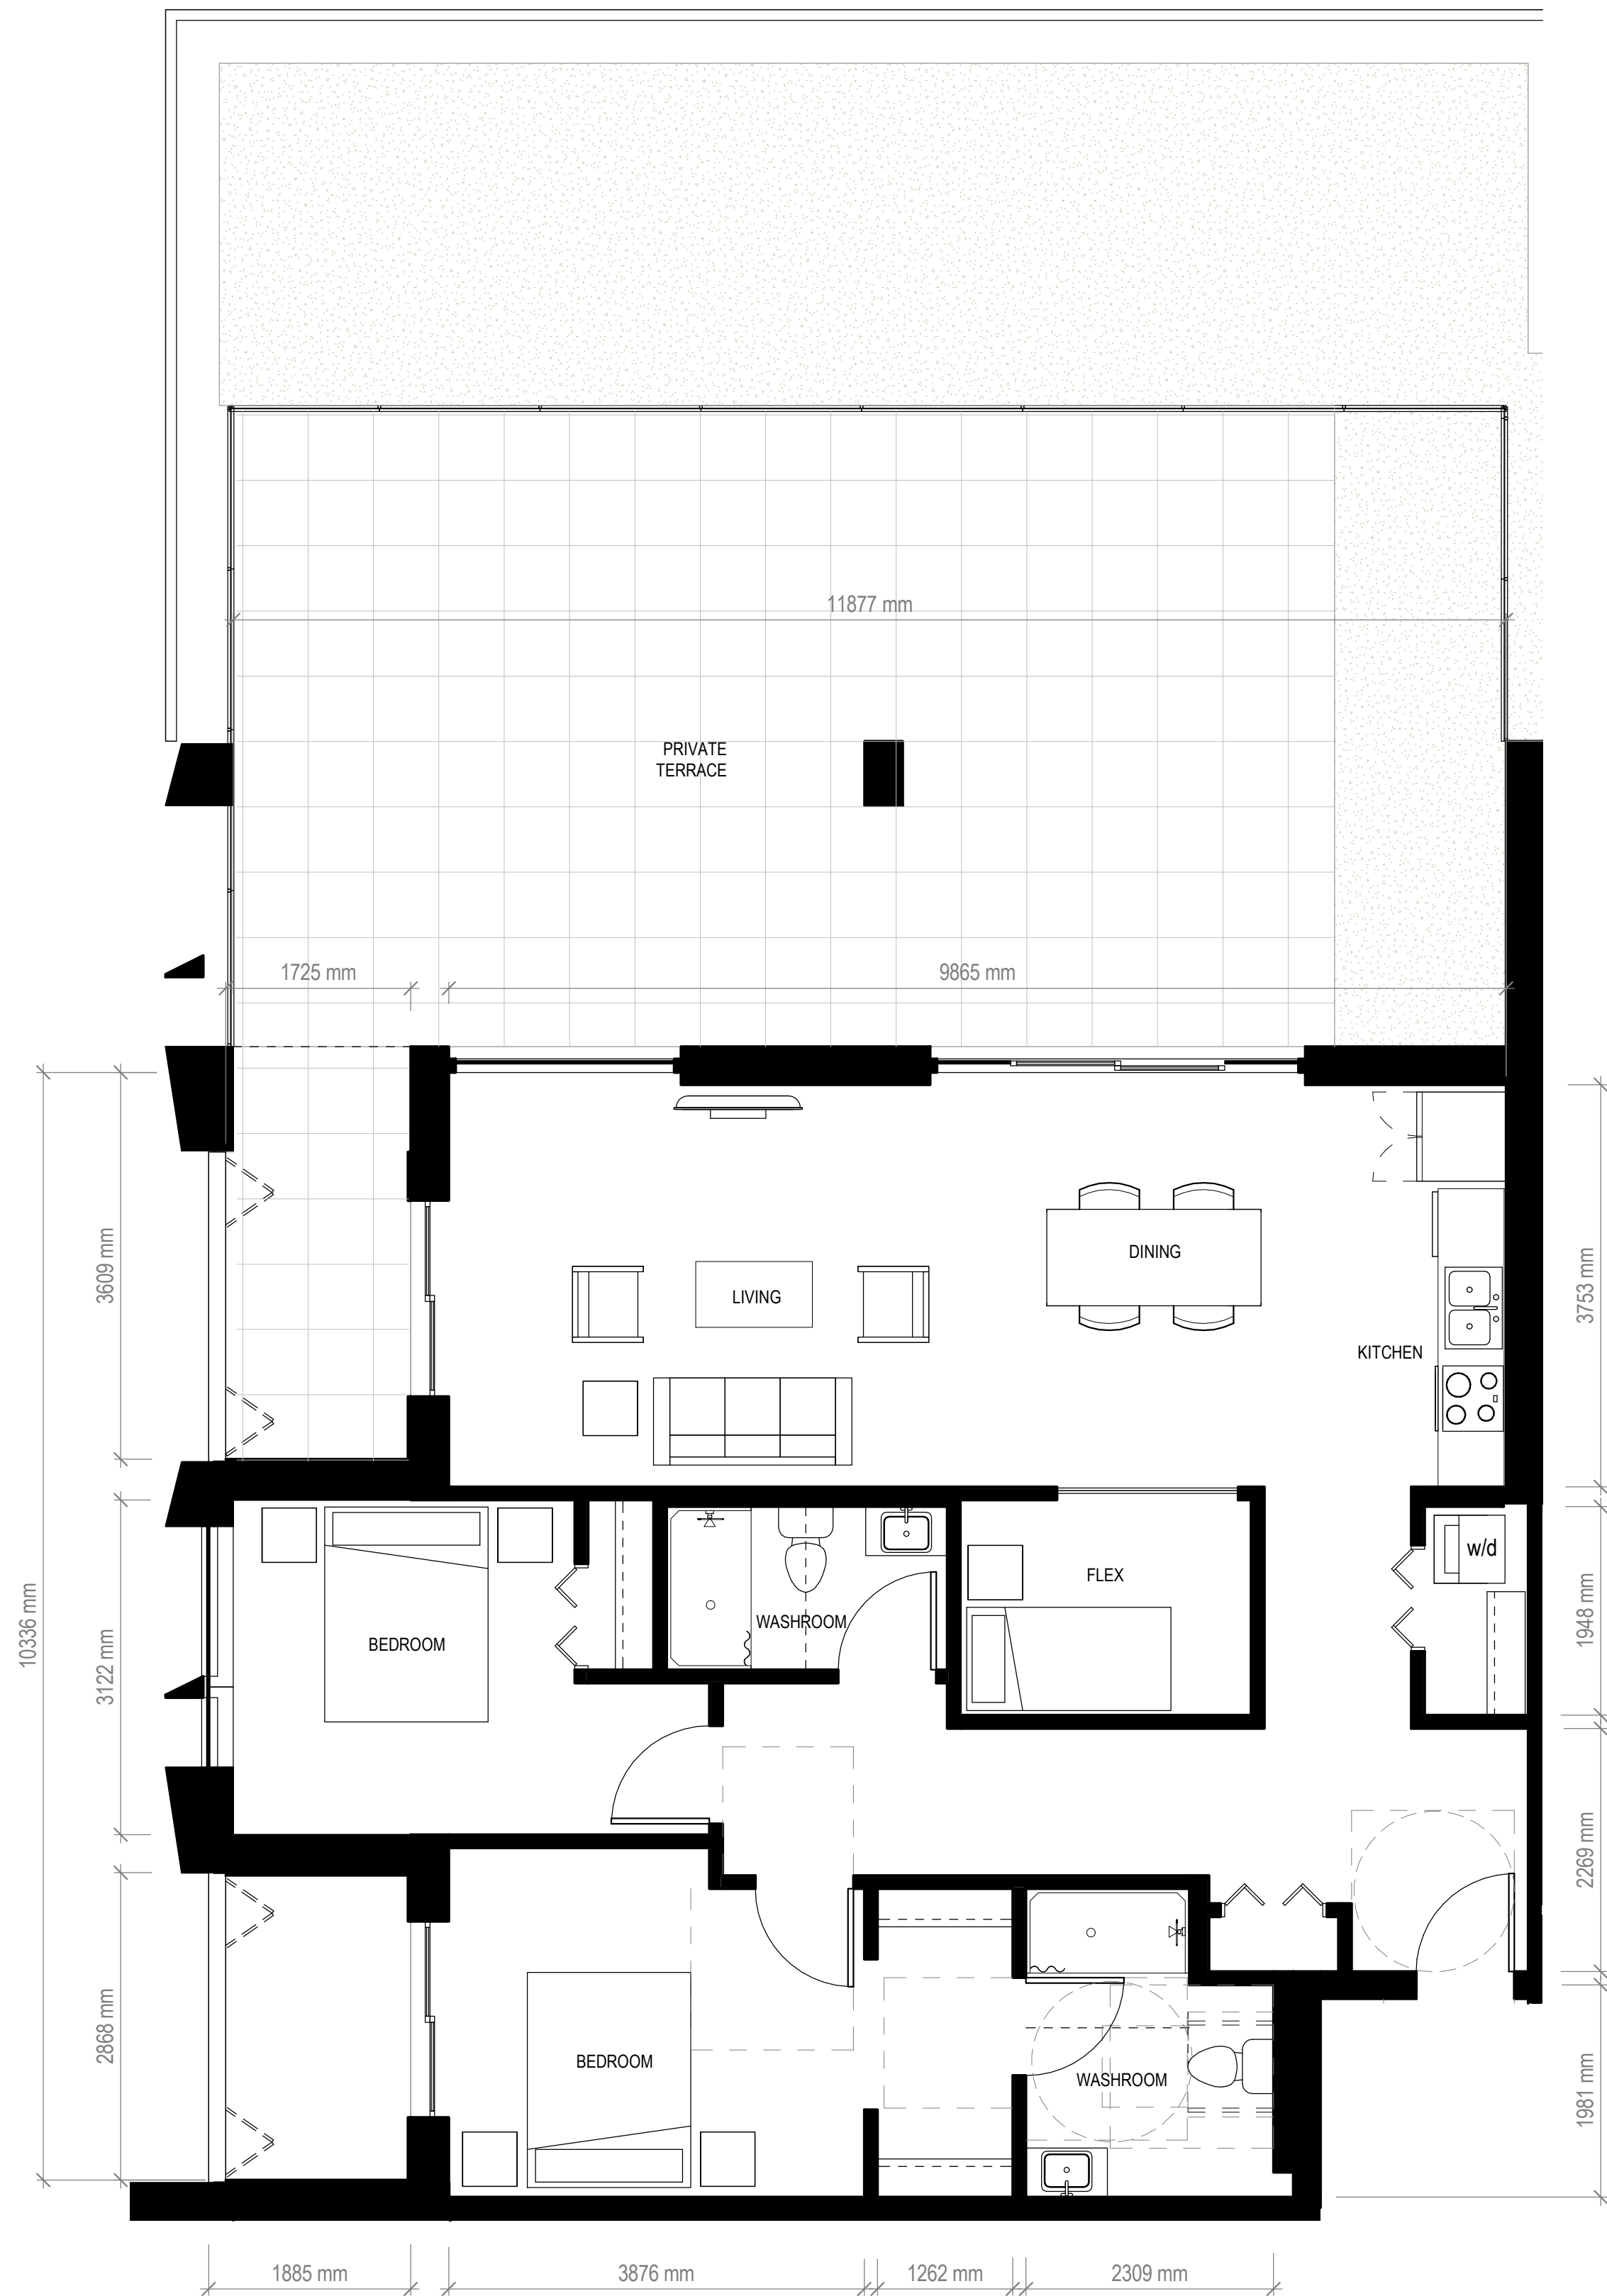 11877 mm
PRIVATE
TERRACE
1725 mm
9865 mm
3609 mm
3753 mm
DINING
LIVING
KITCHEN
10336 mm
3122 mm
BEDROOM
WASHROOM
FLEX
w/d
1948 mm
2269 mm
2868 mm
BEDROOM
WASHROOM
1981 mm
1885 mm
3876 mm
1262 mm
2309 mm